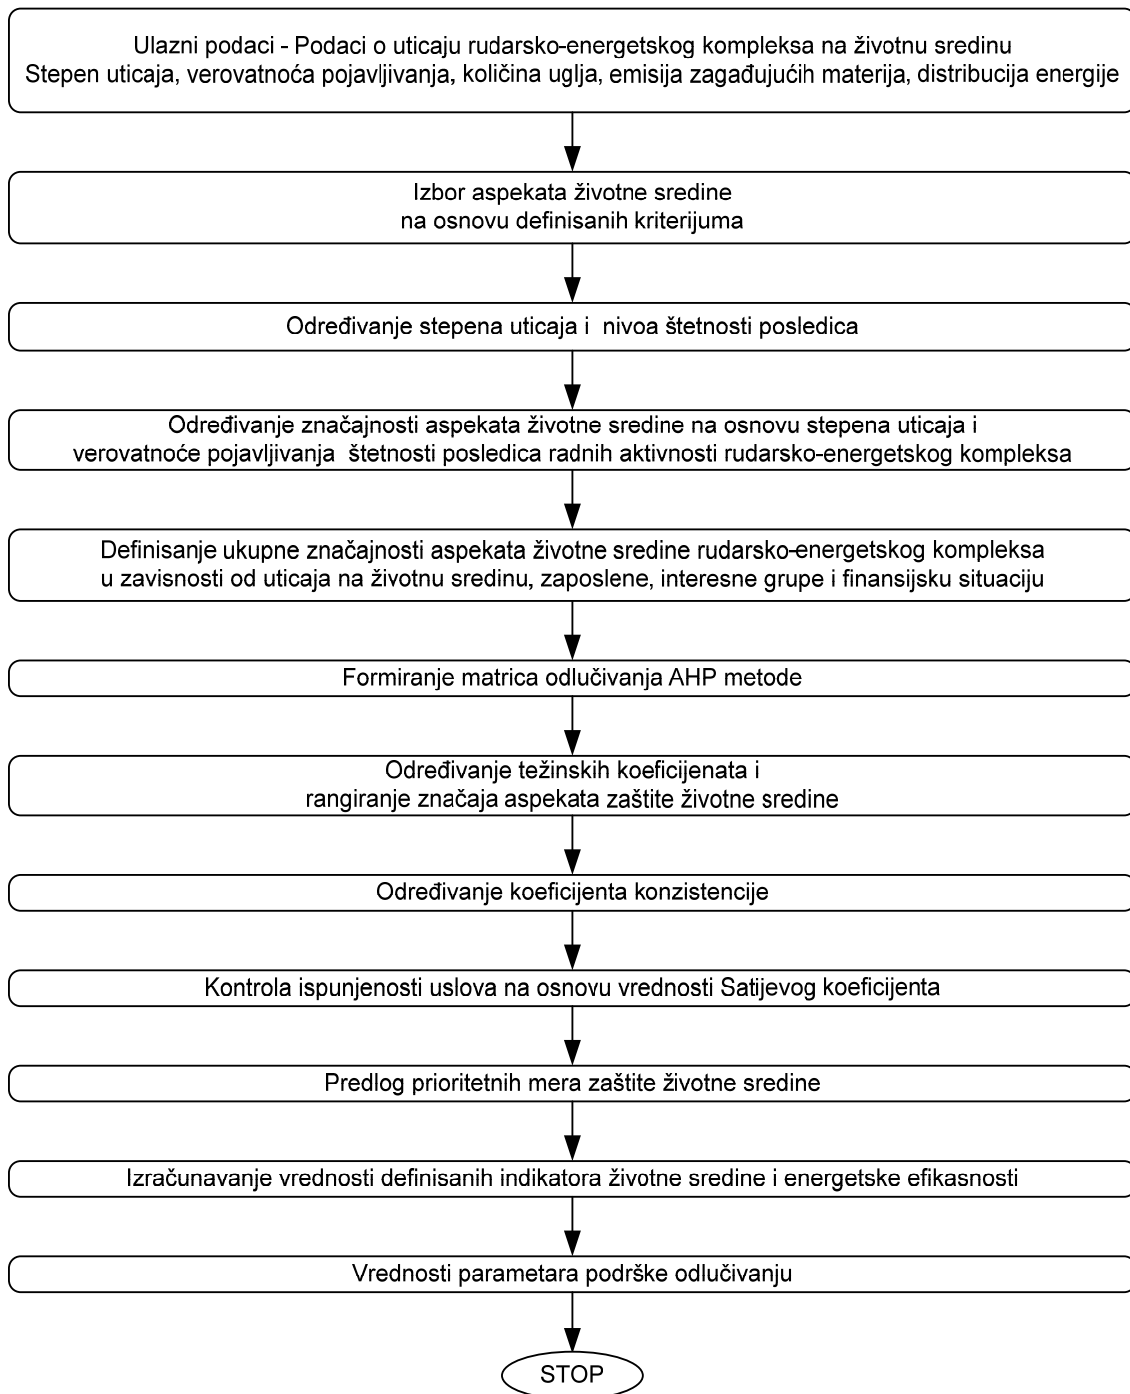 Ulazni podaci - Podaci o uticaju rudarsko-energetskog kompleksa na životnu sredinu
Stepen uticaja, verovatnoća pojavljivanja, količina uglja, emisija zagađujućih materija, distribucija energije
Izbor aspekata životne sredine
na osnovu definisanih kriterijuma
Određivanje stepena uticaja i nivoa štetnosti posledica
Određivanje značajnosti aspekata životne sredine na osnovu stepena uticaja i
verovatnoće pojavljivanja štetnosti posledica radnih aktivnosti rudarsko-energetskog kompleksa
Definisanje ukupne značajnosti aspekata životne sredine rudarsko-energetskog kompleksa
u zavisnosti od uticaja na životnu sredinu, zaposlene, interesne grupe i finansijsku situaciju
Formiranje matrica odlučivanja AHP metode
Određivanje težinskih koeficijenata i
rangiranje značaja aspekata zaštite životne sredine
Određivanje koeficijenta konzistencije
Kontrola ispunjenosti uslova na osnovu vrednosti Satijevog koeficijenta
Predlog prioritetnih mera zaštite životne sredine
Izračunavanje vrednosti definisanih indikatora životne sredine i energetske efikasnosti
Vrednosti parametara podrške odlučivanju
STOP